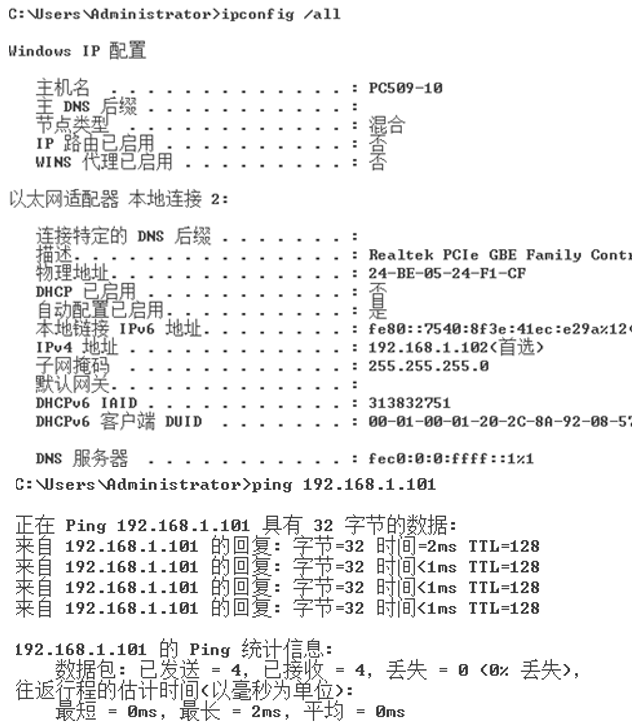 C:\Users\Administrator>ipconfig /all
Windows IP 配置
主机名 . . . . . . . . . . . . . : PC509-10
主 DNS 后缀 . . . . . . . . . . . :
节点类型 . . . . . . . . . . . . : 混合
IP 路由已启用 . . . . . . . . . . : 否
WINS 代理已启用 . . . . . . . . . : 否
以太网适配器 本地连接 2:
连接特定的 DNS 后缀 . . . . . . . :
描述. . . . . . . . . . . . . . . : Realtek PCIe GBE Family Contr
物理地址. . . . . . . . . . . . . : 24-BE-05-24-F1-CF
DHCP 已启用 . . . . . . . . . . . : 否
自动配置已启用. . . . . . . . . . : 是
本地链接 IPv6 地址. . . . . . . . : fe80::7540:8f3e:41ec:e29a%12<
IPv4 地址 . . . . . . . . . . . . : 192.168.1.102<首选>
子网掩码 . . . . . . . . . . . . : 255.255.255.0
默认网关. . . . . . . . . . . . . :
DHCPv6 IAID . . . . . . . . . . . : 313832751
DHCPv6 客户端 DUID . . . . . . . : 00-01-00-01-20-2C-8A-92-08-57
DNS 服务器 . . . . . . . . . . . : fec0:0:0:ffff::1%1
C:\Users\Administrator>ping 192.168.1.101
正在 Ping 192.168.1.101 具有 32 字节的数据:
来自 192.168.1.101 的回复: 字节=32 时间=2ms TTL=128
来自 192.168.1.101 的回复: 字节=32 时间<1ms TTL=128
来自 192.168.1.101 的回复: 字节=32 时间<1ms TTL=128
来自 192.168.1.101 的回复: 字节=32 时间<1ms TTL=128
192.168.1.101 的 Ping 统计信息:
数据包: 已发送 = 4, 已接收 = 4, 丢失 = 0 (0% 丢失),
往返行程的估计时间(以毫秒为单位):
最短 = 0ms, 最长 = 2ms, 平均 = 0ms